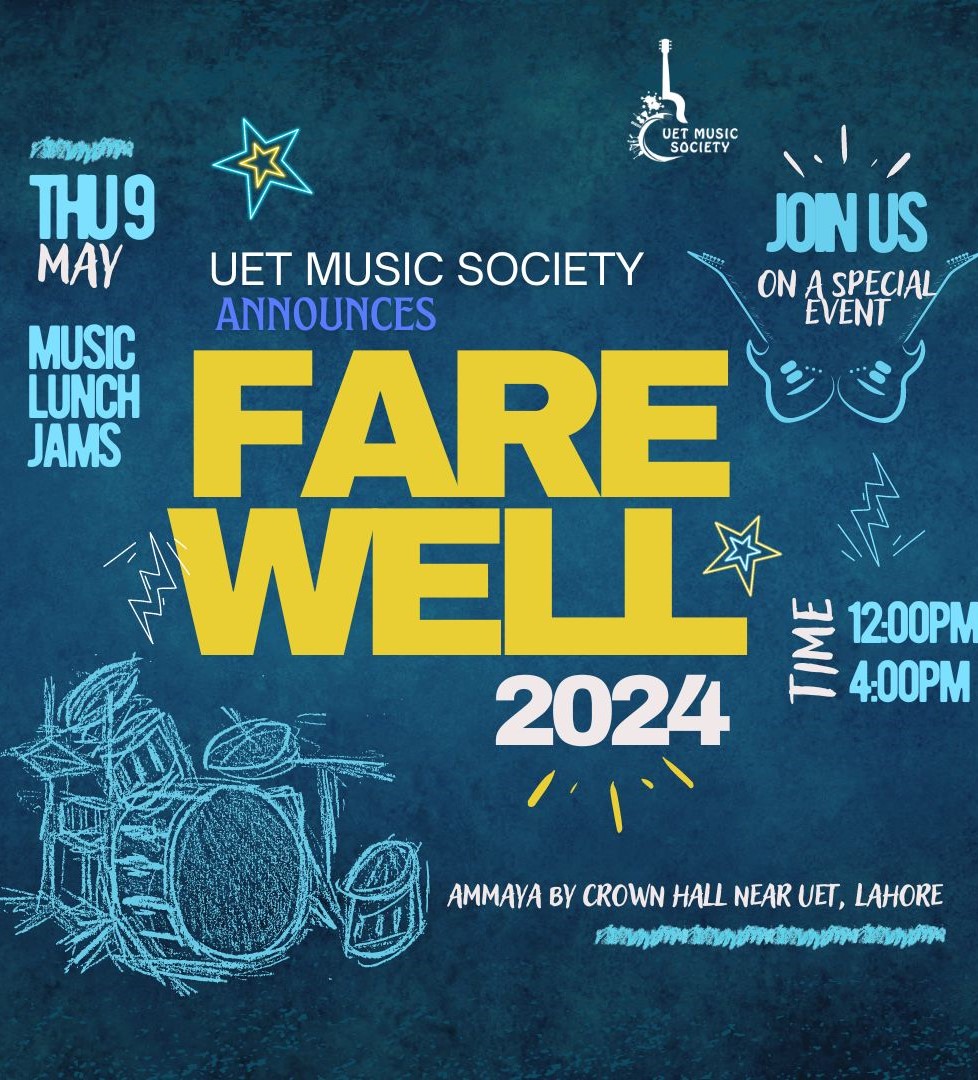 UET MUSIC
SOCIETY
THU 9
MAY
MUSIC
LUNCH
JAMS
JOIN US
ON A SPECIAL
EVENT
UET MUSIC SOCIETY
ANNOUNCES
FARE
WELL
2024
TIME
12:00PM
4:00PM
AMMAYA BY CROWN HALL NEAR UET, LAHORE